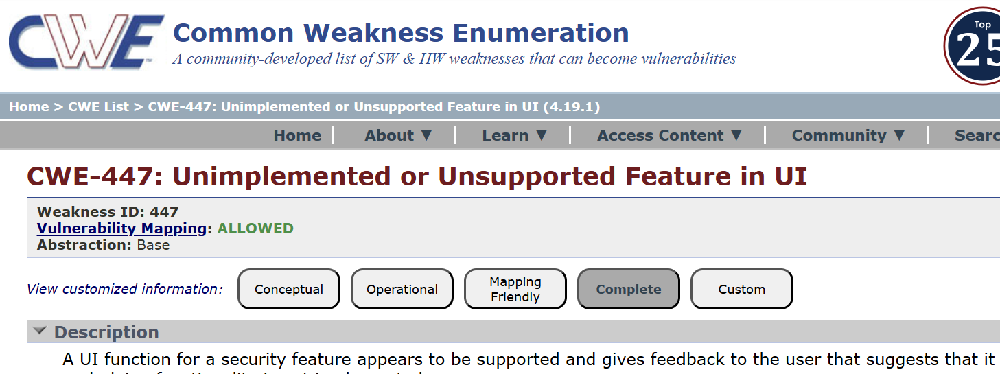 CWE™
Common Weakness Enumeration
A community-developed list of SW & HW weaknesses that can become vulnerabilities
Top
25
Home > CWE List > CWE-447: Unimplemented or Unsupported Feature in UI (4.19.1)
Home About ▼ Learn ▼ Access Content ▼ Community ▼ Searc
CWE-447: Unimplemented or Unsupported Feature in UI
Weakness ID: 447
Vulnerability Mapping: ALLOWED
Abstraction: Base
View customized information:
Conceptual
Operational
Mapping
Friendly
Complete
Custom
Description
A UI function for a security feature appears to be supported and gives feedback to the user that suggests that it